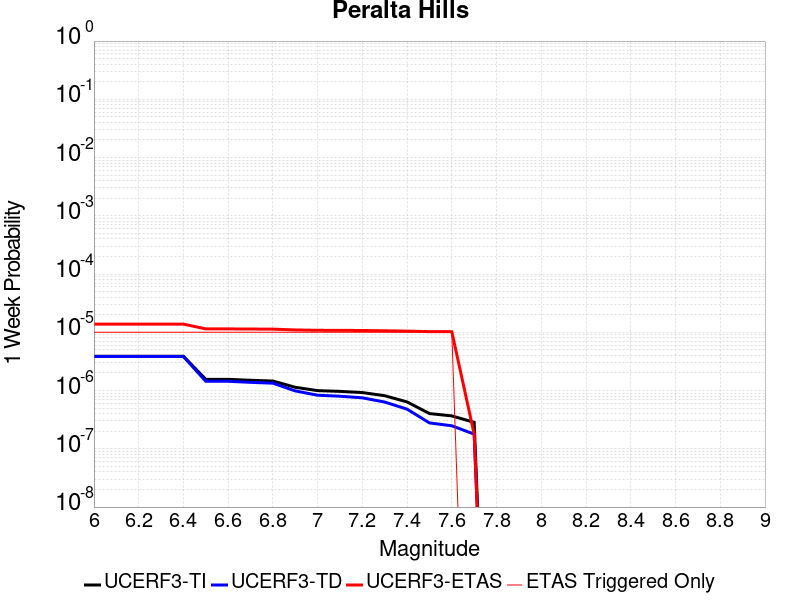 Peralta Hills
10^0
10^-1
10^-2
10^-3
10^-4
10^-5
10^-6
10^-7
10^-8
1 Week Probability
6 6.2 6.4 6.6 6.8 7 7.2 7.4 7.6 7.8 8 8.2 8.4 8.6 8.8 9
Magnitude
UCERF3-TI UCERF3-TD UCERF3-ETAS ETAS Triggered Only